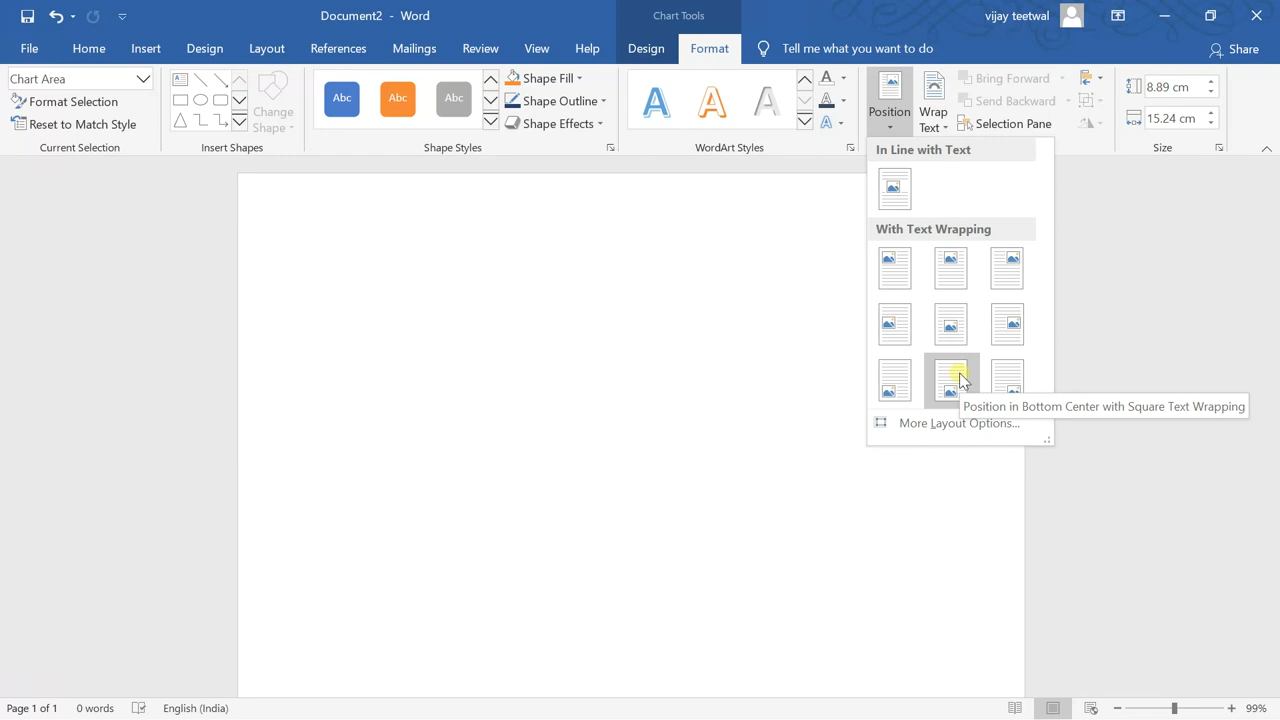 Document2 - Word
Chart Tools
vijay teetwal
File Home Insert Design Layout References Mailings Review View Help Design Format Tell me what you want to do Share
Chart Area
Format Selection
Reset to Match Style
Current Selection
Change
Shape
Insert Shapes
Abc Abc Abc
Shape Fill
Shape Outline
Shape Effects
Shape Styles
A A A
WordArt Styles
Position
Wrap
Text
Bring Forward
Send Backward
Selection Pane
8.89 cm
15.24 cm
Size
In Line with Text
With Text Wrapping
Position in Bottom Center with Square Text Wrapping
More Layout Options...
Page 1 of 1 0 words English (India) 99%